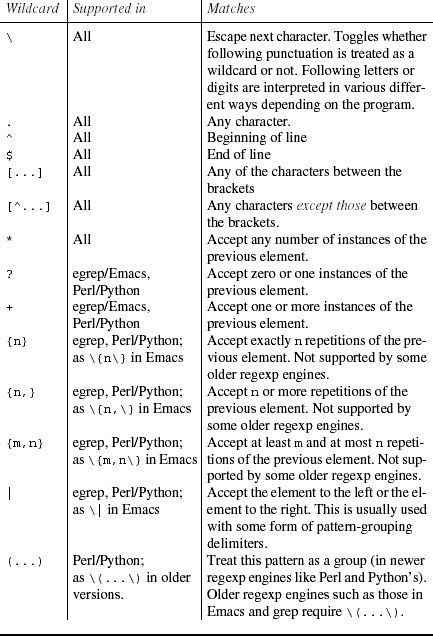 Wildcard Supported in Matches
\ All Escape next character. Toggles whether
following punctuation is treated as a
wildcard or not. Following letters or
digits are interpreted in various differ-
ent ways depending on the program.
. All Any character.
^ All Beginning of line
$ All End of line
[...] All Any of the characters between the
brackets
[^...] All Any characters except those between
the brackets.
* All Accept any number of instances of the
previous element.
? egrep/Emacs, Accept zero or one instances of the
Perl/Python previous element.
+ egrep/Emacs, Accept one or more instances of the
Perl/Python previous element.
{n} egrep, Perl/Python; Accept exactly n repetitions of the pre-
as \{n\} in Emacs vious element. Not supported by some
older regexp engines.
{n,} egrep, Perl/Python; Accept n or more repetitions of the
as \{n,\} in Emacs previous element. Not supported by
some older regexp engines.
{m,n} egrep, Perl/Python; Accept at least m and at most n repeti-
as \{m,n\} in Emacs tions of the previous element. Not sup-
ported by some older regexp engines.
| egrep, Perl/Python; Accept the element to the left or the el-
as \| in Emacs ement to the right. This is usually used
with some form of pattern-grouping
delimiters.
(...) Perl/Python; Treat this pattern as a group (in newer
as \(...\) in older regexp engines like Perl and Python's).
versions. Older regexp engines such as those in
Emacs and grep require \(...\).